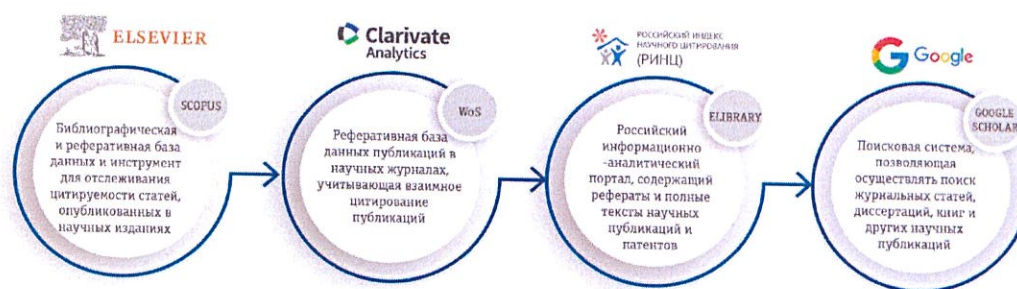 ELSEVIER
SCOPUS
Библиографическая
и реферативная база
данных и инструмент
для отслеживания
цитируемости статей,
опубликованных в
научных изданиях
Clarivate
Analytics
WoS
Реферативная база
данных публикаций в
научных журналах,
учитывающая взаимное
цитирование
публикаций
РОССИЙСКИЙ ИНДЕКС
НАУЧНОГО ЦИТИРОВАНИЯ
(РИНЦ)
ELIBRARY
Российский
информационно
-аналитический
портал, содержащий
рефераты и полные
тексты научных
публикаций и
патентов
Google
GOOGLE
SCHOLAR
Поисковая система,
позволяющая
осуществлять поиск
журнальных статей,
диссертаций, книг и
других научных
публикаций